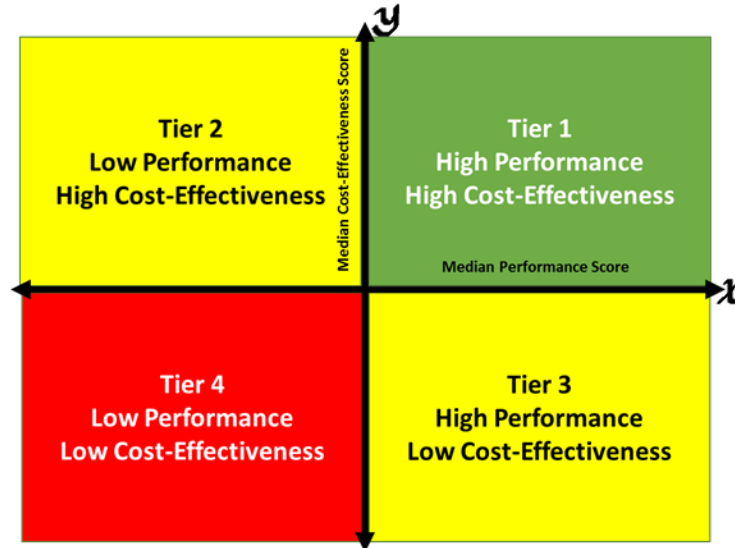 y
Tier 2
Low Performance
High Cost-Effectiveness
Median Cost-Effectiveness Score
Tier 1
High Performance
High Cost-Effectiveness
Median Performance Score
x
Tier 4
Low Performance
Low Cost-Effectiveness
Tier 3
High Performance
Low Cost-Effectiveness